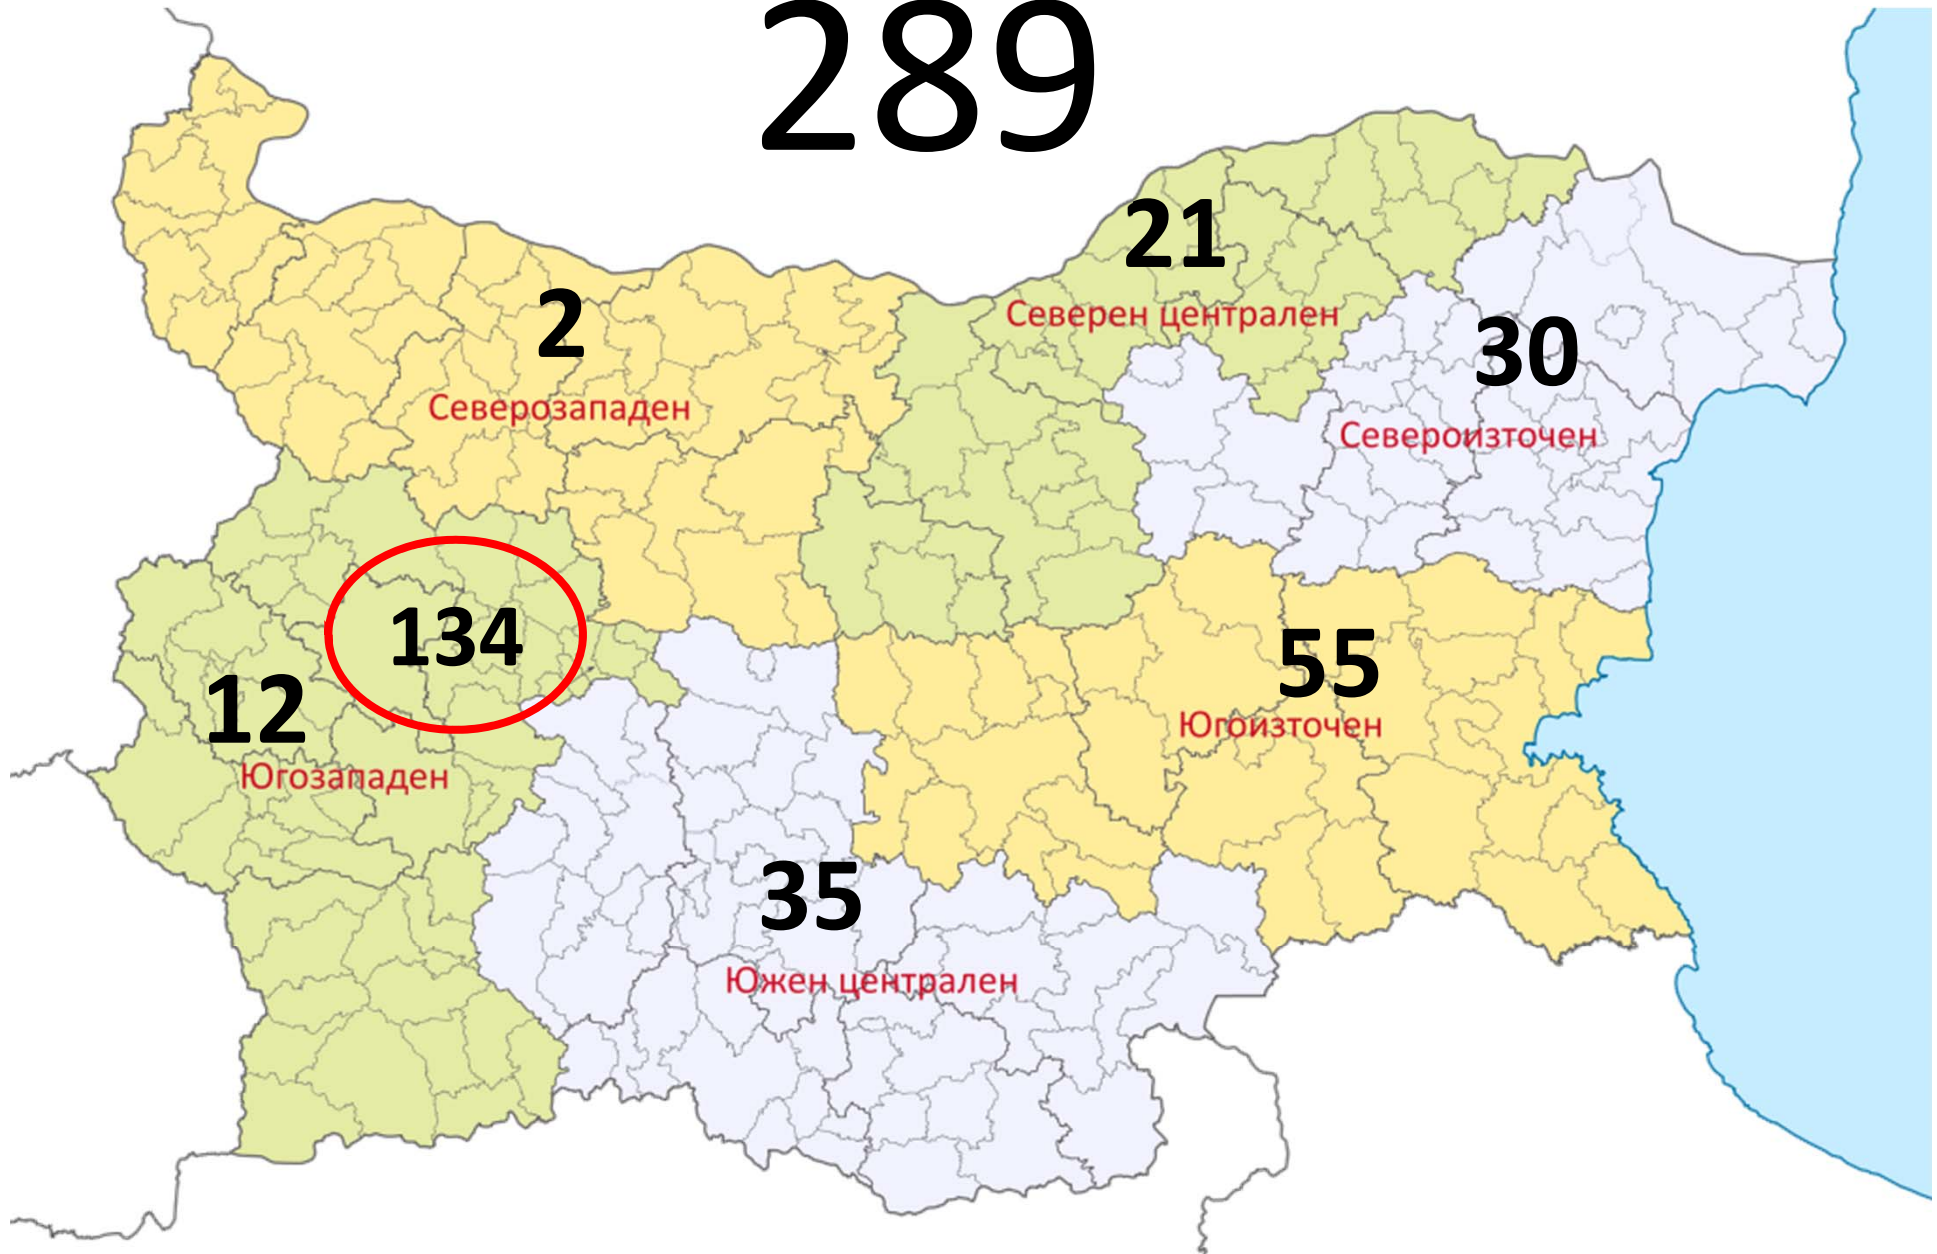 289
21
Северен централен
2
Северозападен
30
Североизточен
134
12
Югозападен
55
Югоизточен
35
Южен централен